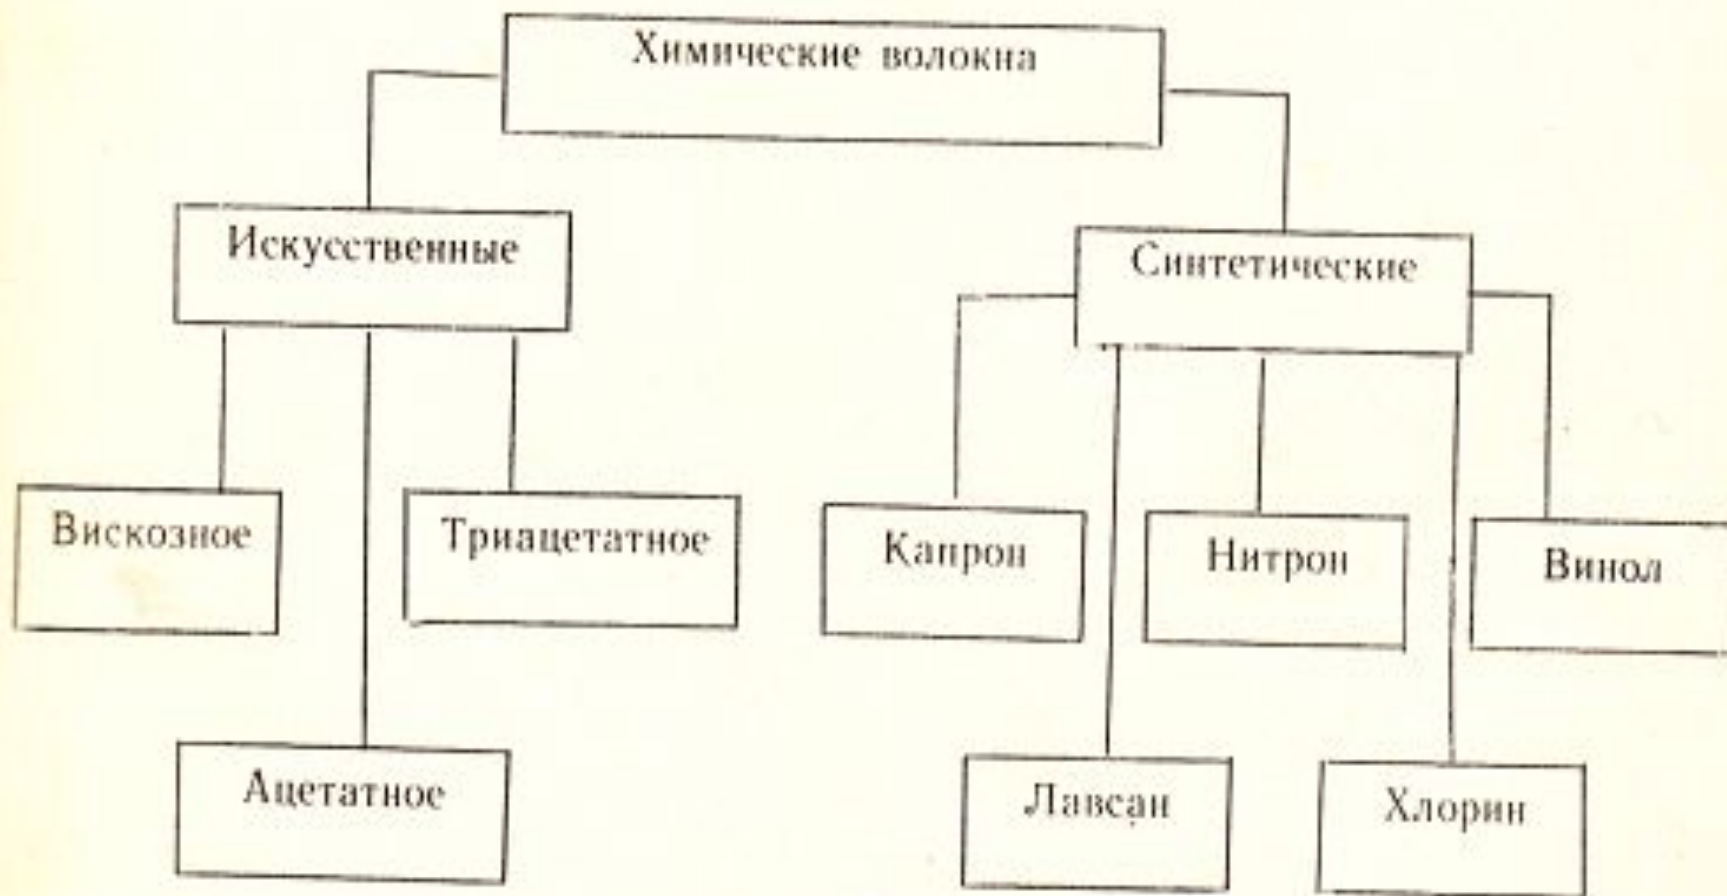 Химические волокна
Искусственные
Синтетические
Вискозное
Триацетатное
Капрон
Нитрон
Винол
Ацетатное
Лавсан
Хлорин